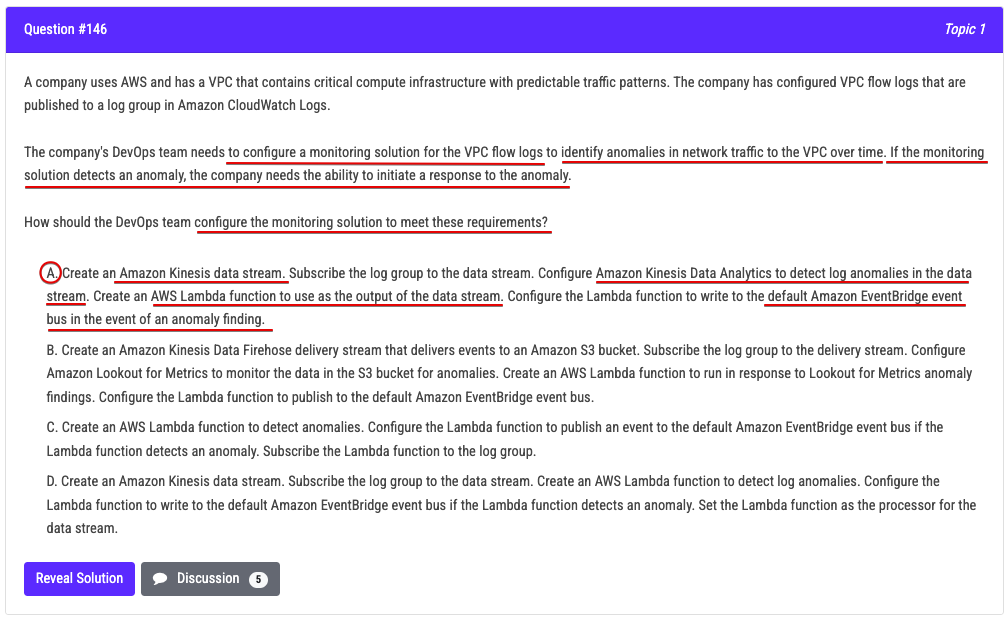 Question #146
Topic 1
A company uses AWS and has a VPC that contains critical compute infrastructure with predictable traffic patterns. The company has configured VPC flow logs that are
published to a log group in Amazon CloudWatch Logs.
The company's DevOps team needs to configure a monitoring solution for the VPC flow logs to identify anomalies in network traffic to the VPC over time. If the monitoring
solution detects an anomaly, the company needs the ability to initiate a response to the anomaly.
How should the DevOps team configure the monitoring solution to meet these requirements?
A. Create an Amazon Kinesis data stream. Subscribe the log group to the data stream. Configure Amazon Kinesis Data Analytics to detect log anomalies in the data
stream. Create an AWS Lambda function to use as the output of the data stream. Configure the Lambda function to write to the default Amazon EventBridge event
bus in the event of an anomaly finding.
B. Create an Amazon Kinesis Data Firehose delivery stream that delivers events to an Amazon S3 bucket. Subscribe the log group to the delivery stream. Configure
Amazon Lookout for Metrics to monitor the data in the S3 bucket for anomalies. Create an AWS Lambda function to run in response to Lookout for Metrics anomaly
findings. Configure the Lambda function to publish to the default Amazon EventBridge event bus.
C. Create an AWS Lambda function to detect anomalies. Configure the Lambda function to publish an event to the default Amazon EventBridge event bus if the
Lambda function detects an anomaly. Subscribe the Lambda function to the log group.
D. Create an Amazon Kinesis data stream. Subscribe the log group to the data stream. Create an AWS Lambda function to detect log anomalies. Configure the
Lambda function to write to the default Amazon EventBridge event bus if the Lambda function detects an anomaly. Set the Lambda function as the processor for the
data stream.
Reveal Solution
Discussion 5